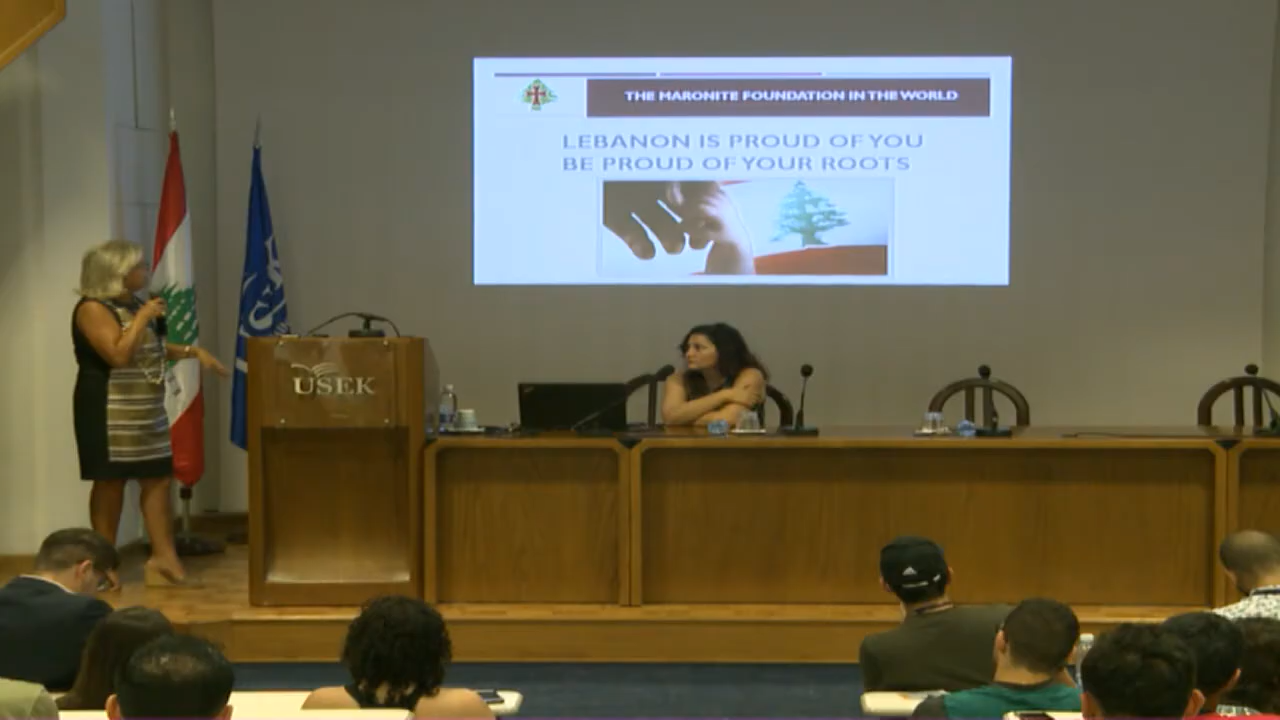 THE MARONITE FOUNDATION IN THE WORLD
LEBANON IS PROUD OF YOU
BE PROUD OF YOUR ROOTS
USEK